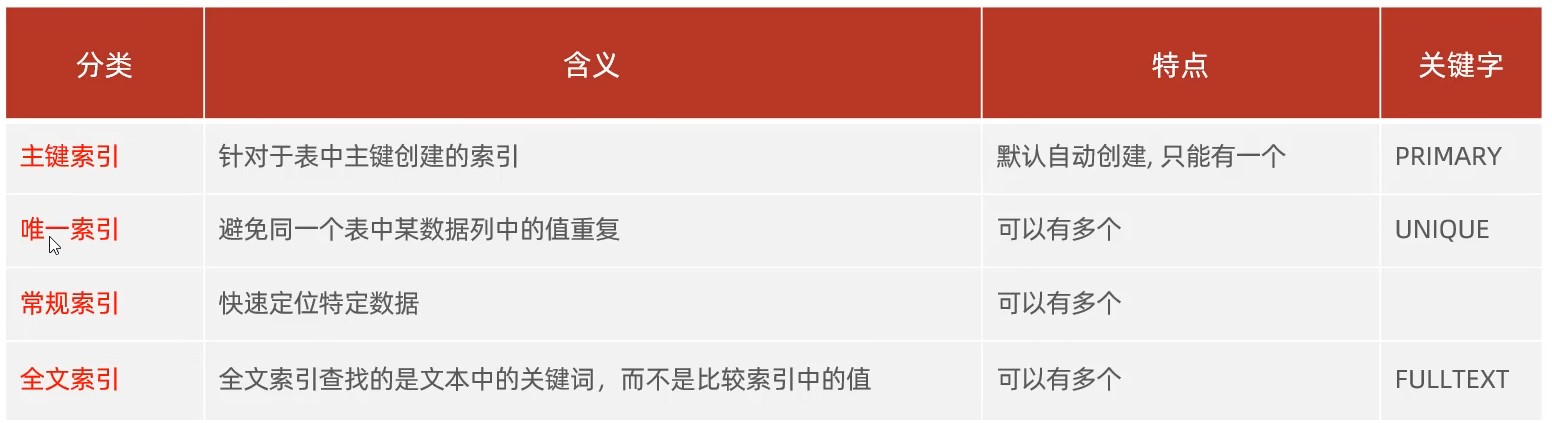 分类 含义 特点 关键字
主键索引 针对于表中主键创建的索引 默认自动创建, 只能有一个 PRIMARY
唯一索引 避免同一个表中某数据列中的值重复 可以有多个 UNIQUE
常规索引 快速定位特定数据 可以有多个
全文索引 全文索引查找的是文本中的关键词，而不是比较索引中的值 可以有多个 FULLTEXT